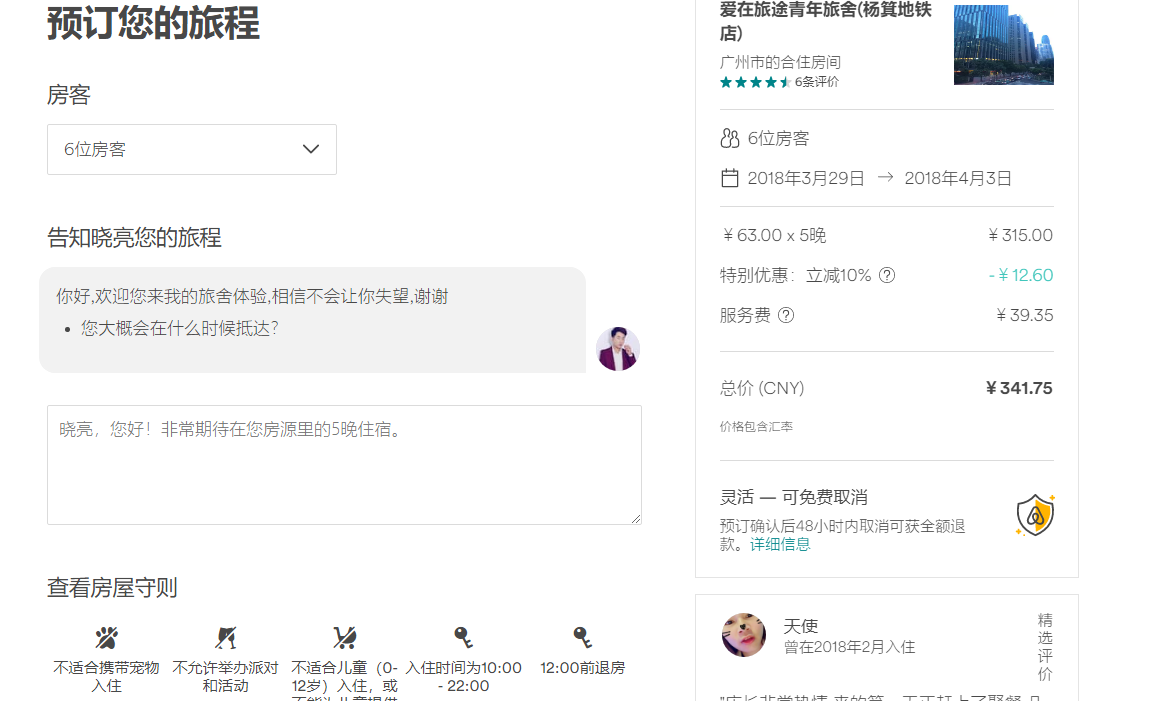 预订您的旅程
房客
6位房客
告知晓亮您的旅程
你好,欢迎您来我的旅舍体验,相信不会让你失望,谢谢
• 您大概会在什么时候抵达?
晓亮，您好！非常期待在您房源里的5晚住宿。
查看房屋守则
不适合携带宠物
入住
不允许举办派对
和活动
不适合儿童（0-
12岁）入住，或
入住时间为10:00
- 22:00
12:00前退房
爱在旅途青年旅舍(杨箕地铁
店)
广州市的合住房间
6条评价
6位房客
2018年3月29日 → 2018年4月3日
¥63.00 x 5晚 ¥315.00
特别优惠：立减10% ? -¥12.60
服务费 ? ¥39.35
总价 (CNY) ¥341.75
价格包含汇率
灵活 — 可免费取消
预订确认后48小时内取消可获全额退
款。详细信息
天使
曾在2018年2月入住
精
选
评
价